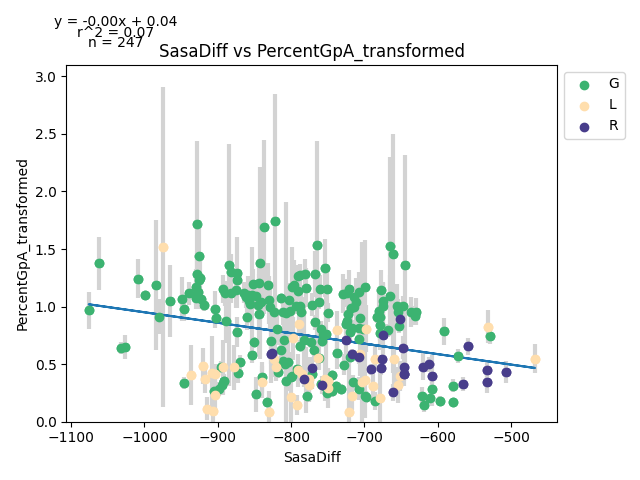 y = -0.00x + 0.04
r^2 = 0.07
n = 247
SasaDiff vs PercentGpA_transformed
G
L
R
PercentGpA_transformed
3.0
2.5
2.0
1.5
1.0
0.5
0.0
−1100 −1000 −900 −800 −700 −600 −500
SasaDiff